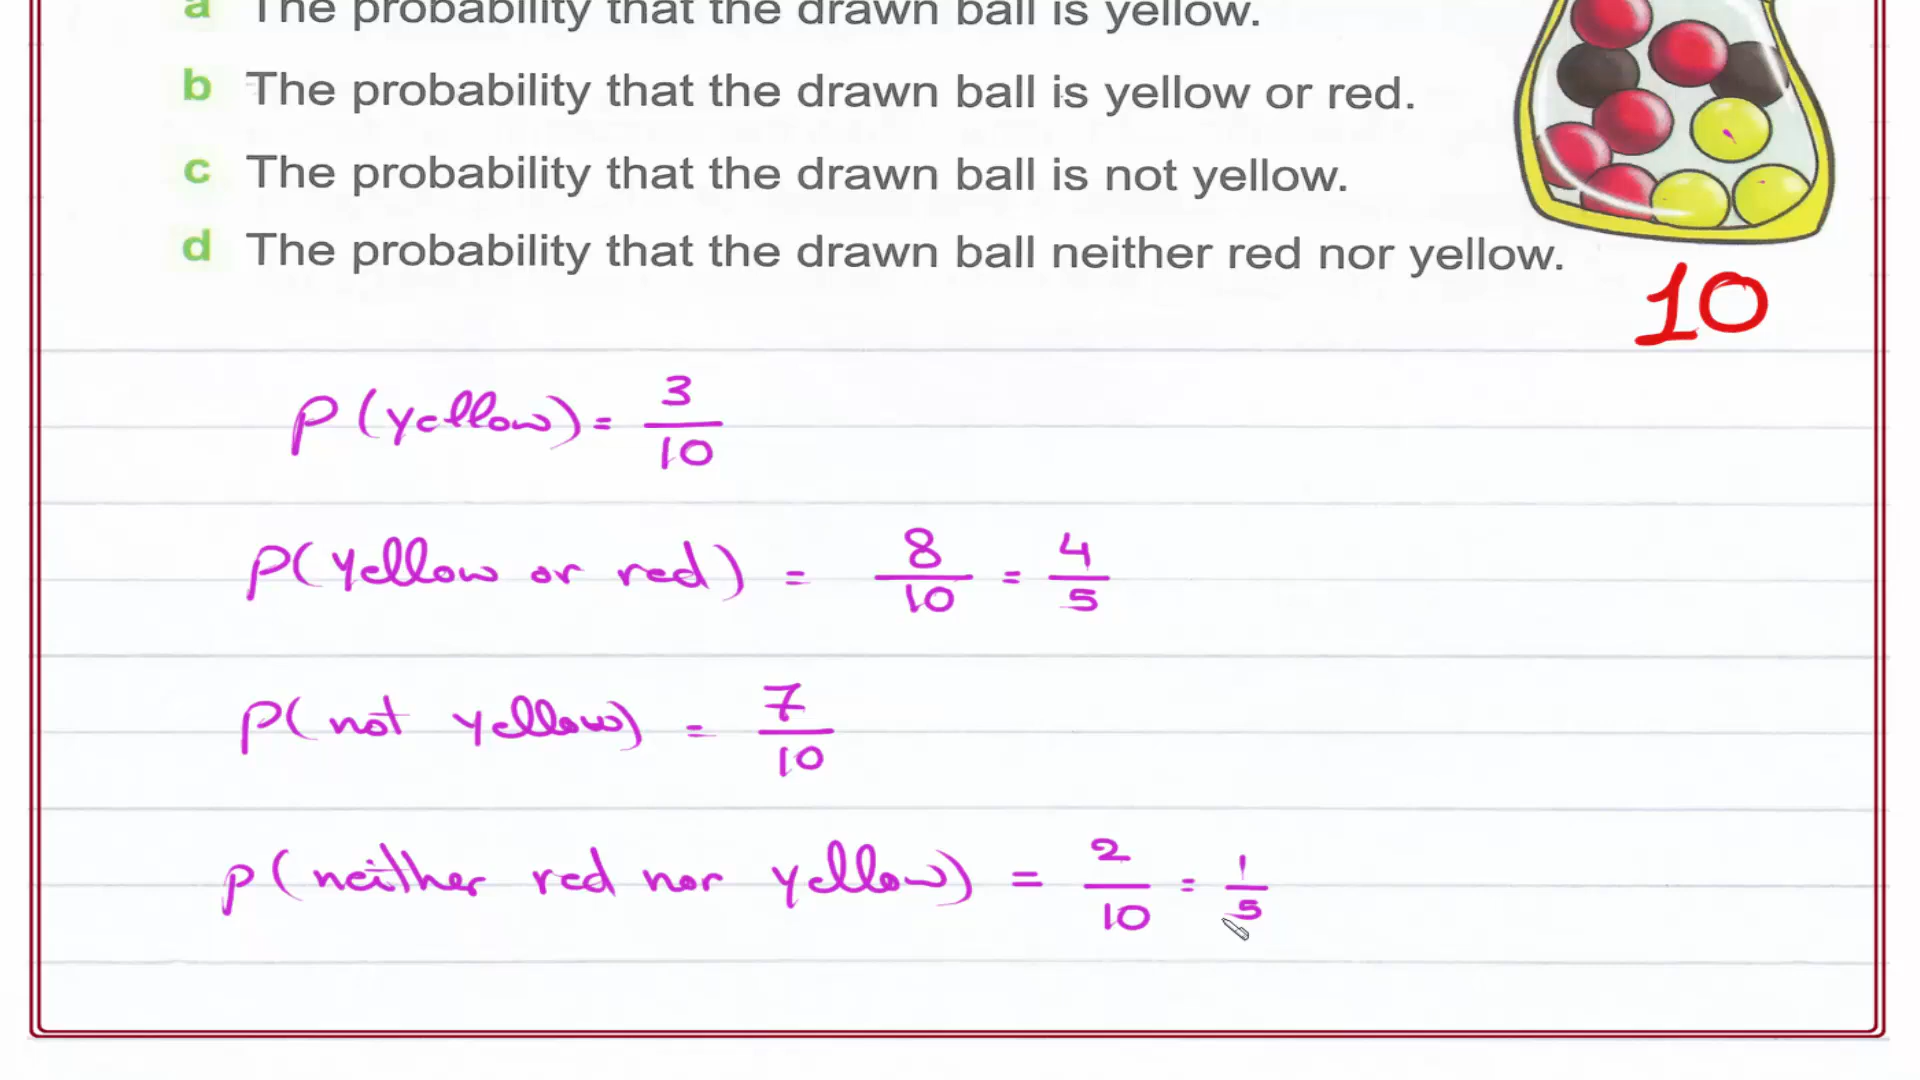 a The probability that the drawn ball is yellow.
b The probability that the drawn ball is yellow or red.
c The probability that the drawn ball is not yellow.
d The probability that the drawn ball neither red nor yellow.
10
P(yellow) = 3/10
P(yellow or red) = 8/10 = 4/5
P(not yellow) = 7/10
P(neither red nor yellow) = 2/10 = 1/5